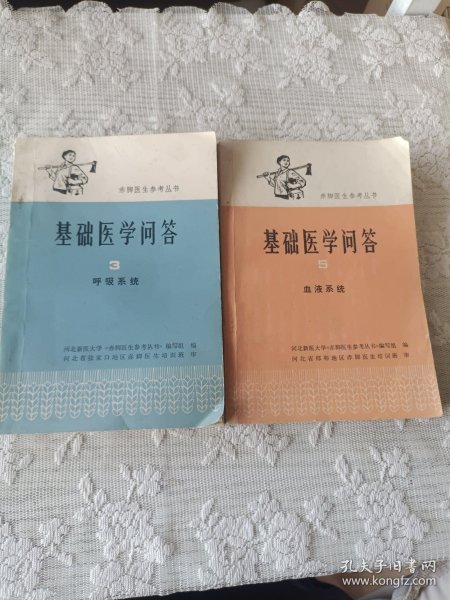 赤脚医生参考丛书
基础医学问答
3
呼吸系统
河北新医大学《赤脚医生参考丛书》编写组 编
河北省张家口地区赤脚医生培训班 审
赤脚医生参考丛书
基础医学问答
5
血液系统
河北新医大学《赤脚医生参考丛书》编写组 编
河北省邯郸地区赤脚医生培训班 审
孔夫子旧书网
www.kongfz.com